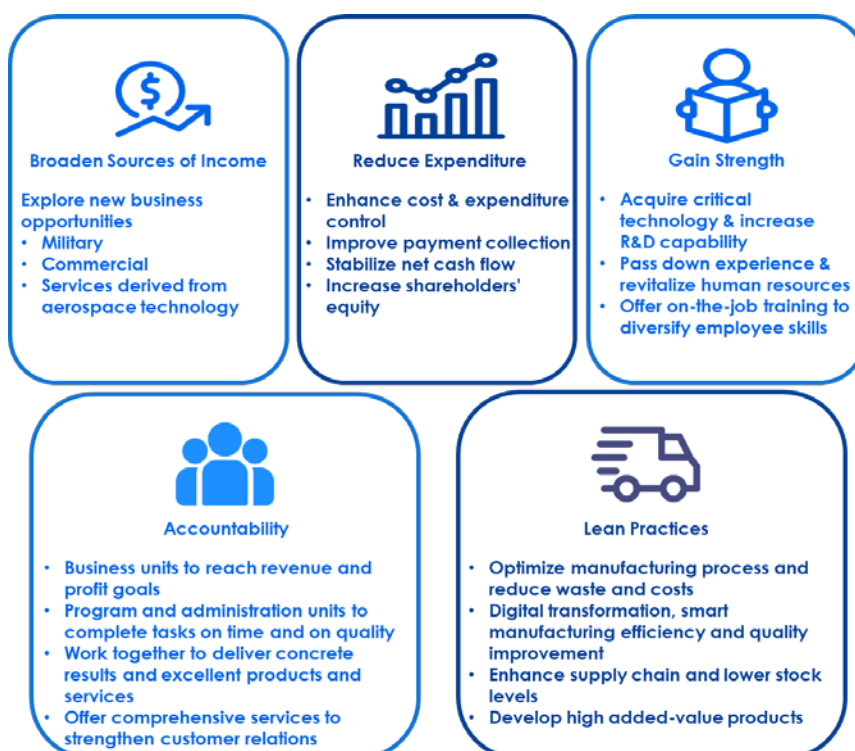 $
Broaden Sources of Income
Explore new business
opportunities
• Military
• Commercial
• Services derived from
aerospace technology
Reduce Expenditure
• Enhance cost & expenditure
control
• Improve payment collection
• Stabilize net cash flow
• Increase shareholders'
equity
Gain Strength
• Acquire critical
technology & increase
R&D capability
• Pass down experience &
revitalize human resources
• Offer on-the-job training to
diversify employee skills
Accountability
• Business units to reach revenue and
profit goals
• Program and administration units to
complete tasks on time and on quality
• Work together to deliver concrete
results and excellent products and
services
• Offer comprehensive services to
strengthen customer relations
Lean Practices
• Optimize manufacturing process and
reduce waste and costs
• Digital transformation, smart
manufacturing efficiency and quality
improvement
• Enhance supply chain and lower stock
levels
• Develop high added-value products